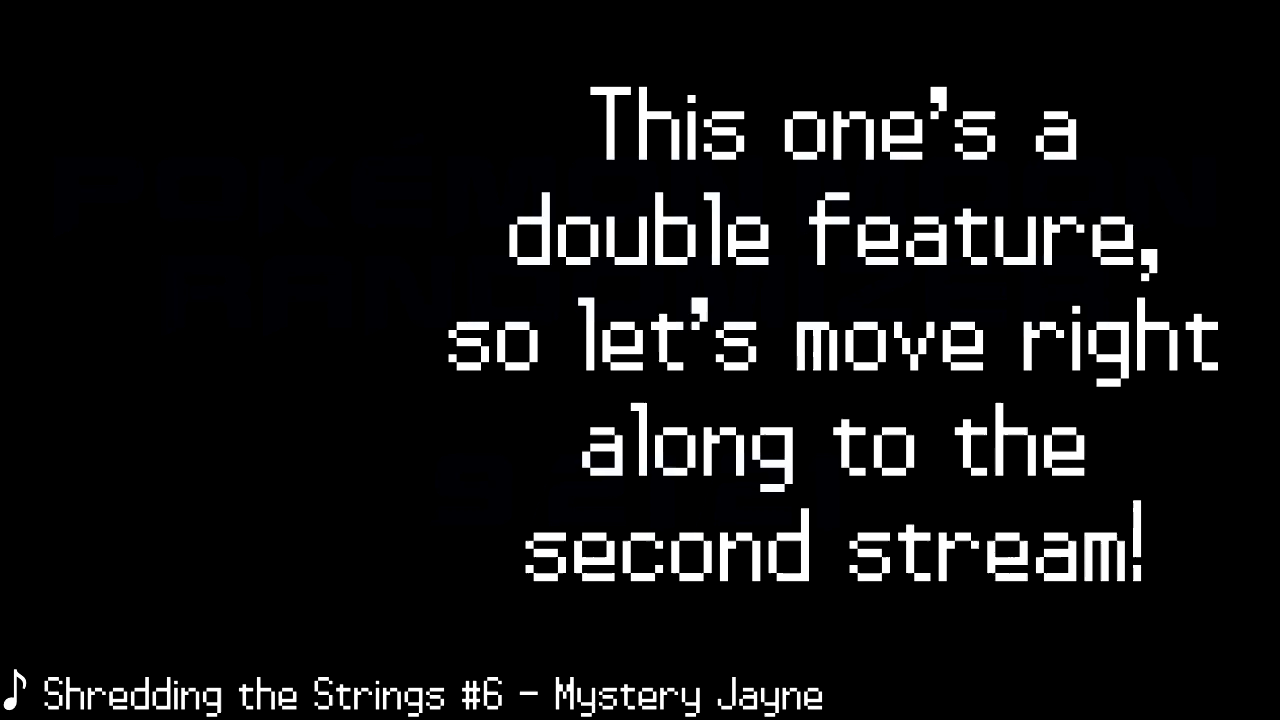 This one's a
double feature,
so let's move right
along to the
second stream!
♪ Shredding the Strings #6 - Mystery Jayne